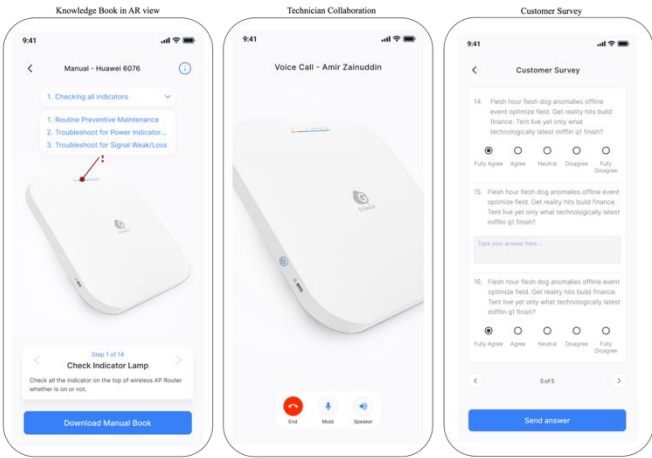 Knowledge Book in AR view
9:41
Manual - Huawei 6076
1. Checking all indicators
1. Routine Preventive Maintenance
2. Troubleshoot for Power Indicator...
3. Troubleshoot for Signal Weak/Loss
Step 1 of 14
Check Indicator Lamp
Check all the indicator on the top of wireless AP Router
whether is on or not.
Download Manual Book
Technician Collaboration
9:41
Voice Call - Amir Zainuddin
End
Mute
Speaker
Customer Survey
9:41
Customer Survey
14. Flesh hour flesh dog anomalies offline
event optimize field. Get reality hits build
finance. Tent live yet only what
technologically latest mifflin q1 finish?
Fully Agree Agree Neutral Disagree Fully
Disagree
15. Flesh hour flesh dog anomalies offline event
optimize field. Get reality hits build finance.
Tent live yet only what technologically latest
mifflin q1 finish?
Type your answer here...
16. Flesh hour flesh dog anomalies offline event
optimize field. Get reality hits build finance.
Tent live yet only what technologically latest
mifflin q1 finish?
Fully Agree Agree Neutral Disagree Fully
Disagree
5 of 5
Send answer